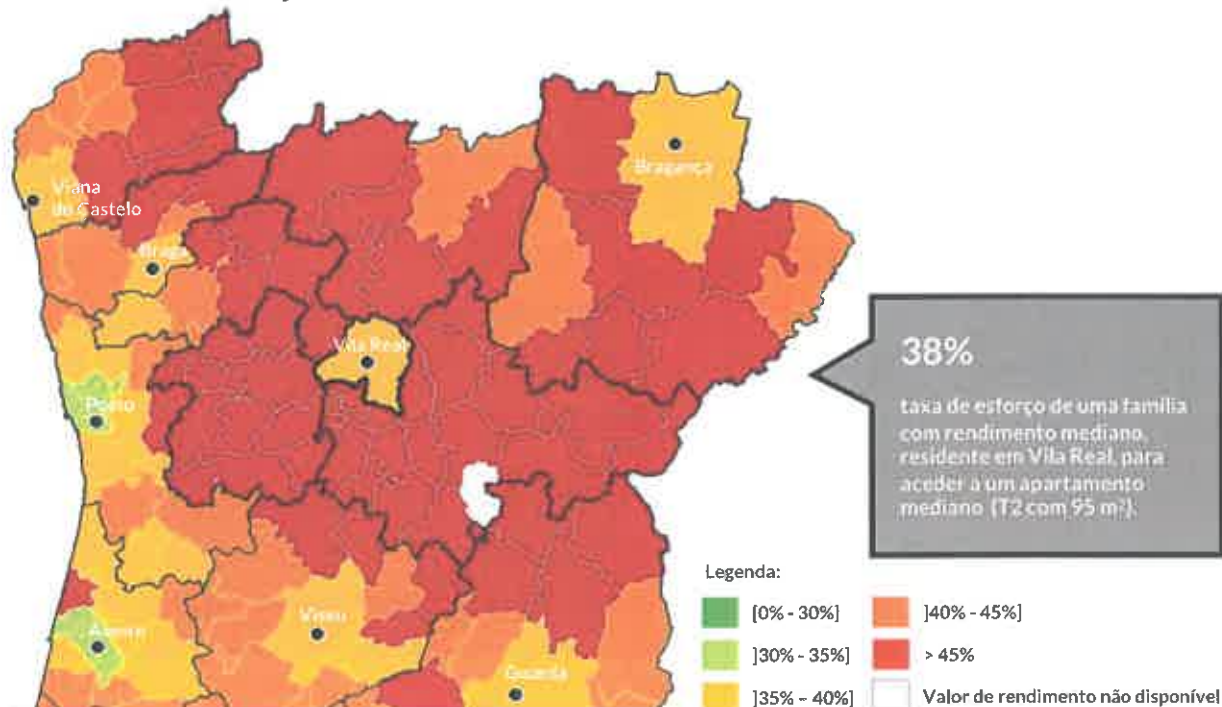 Viana
do Castelo
Braga
Bragança
Vila Real
Porto
Aveiro
Viseu
Guarda
38%
taxa de esforço de uma família
com rendimento mediano,
residente em Vila Real, para
aceder a um apartamento
mediano (T2 com 95 m²).
Legenda:
[0% - 30%]
]30% - 35%]
]35% - 40%]
]40% - 45%]
> 45%
Valor de rendimento não disponível